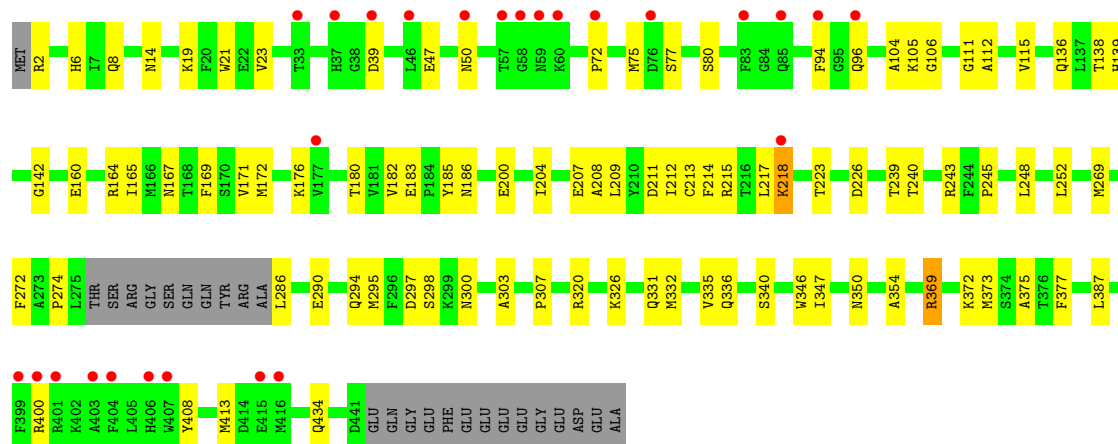 MET R2 H6 I7 Q8 N14 K19 F20 W21 E22 V23 T33 H37 G38 D39 L46 E47 N50 T57 G58 N59 K60 P72 M75 D76 S77 S80 F83 G84 Q85 F94 G95 Q96 A104 K105 G106 G111 A112 V115 Q136 L137 T138 H139
G142 E160 R164 I165 M166 N167 T168 F169 S170 V171 M172 K176 V177 T180 V181 V182 E183 P184 Y185 N186 E200 I204 E207 A208 L209 Y210 D211 I212 C213 F214 R215 T216 L217 K218 T223 D226 T239 T240 R243 F244 P245 L248 L252 M269
F272 A273 P274 L275 THR SER ARG GLY SER GLN GLN TYR ARG ALA L286 E290 Q294 M295 F296 D297 S298 K299 N300 A303 P307 R320 K326 Q331 M332 V335 Q336 S340 W346 I347 N350 A354 R369 K372 M373 S374 A375 T376 F377 L387
F399 R400 R401 K402 A403 F404 L405 H406 W407 Y408 M413 D414 E415 M416 Q434 D441 GLU GLN GLY GLU GLU PHE GLU GLU GLU GLU GLY GLU ASP GLU ALA